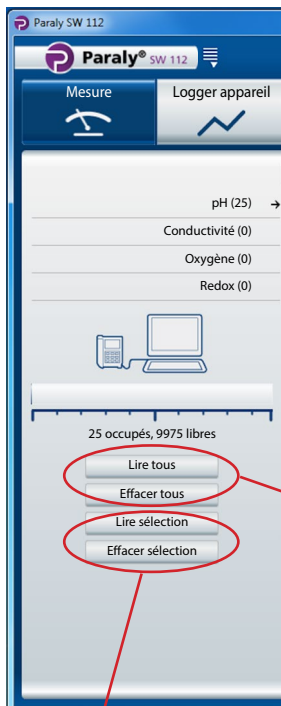 Paraly SW 112
Paraly® SW 112
Mesure
Logger appareil
pH (25) →
Conductivité (0)
Oxygène (0)
Redox (0)
25 occupés, 9975 libres
Lire tous
Effacer tous
Lire sélection
Effacer sélection